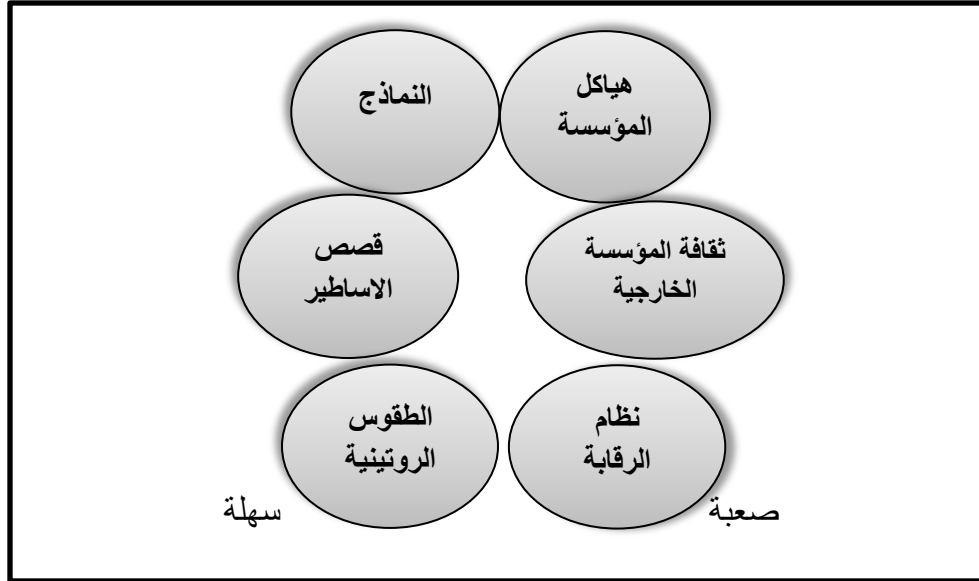 هياكل
المؤسسة
النماذج
ثقافة المؤسسة
الخارجية
قصص
الاساطير
نظام
الرقابة
الطقوس
الروتينية
صعبة
سهلة